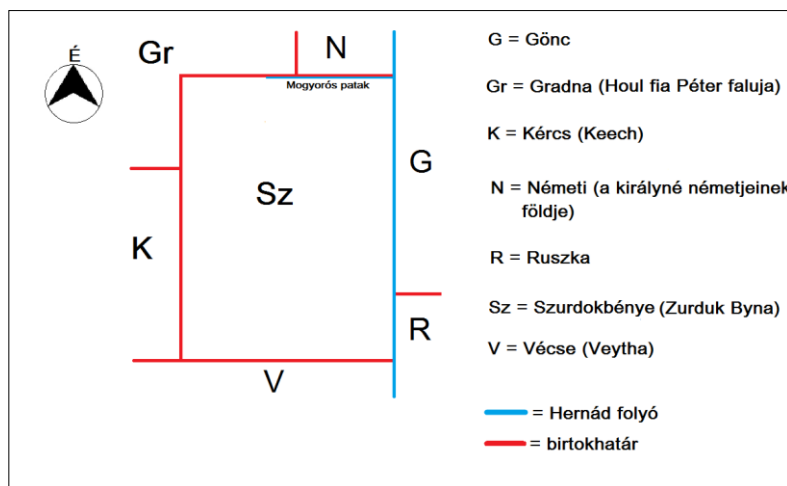 É
Gr
N
Mogyorós patak
G
Sz
K
R
V
G = Gönc
Gr = Gradna (Houl fia Péter faluja)
K = Kércs (Keech)
N = Németi (a királyné németjeinek
földje)
R = Ruszka
Sz = Szurdokbénye (Zurduk Byna)
V = Vécse (Veytha)
= Hernád folyó
= birtokhatár